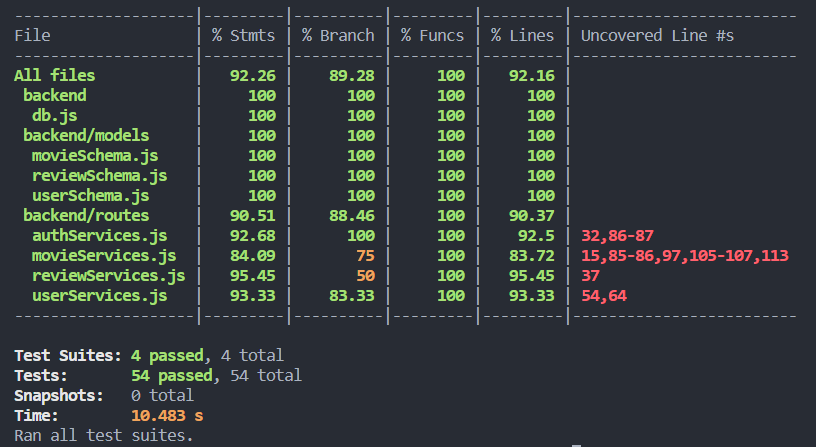 --------------------|---------|----------|---------|---------|-------------------------
File                | % Stmts | % Branch | % Funcs | % Lines | Uncovered Line #s
--------------------|---------|----------|---------|---------|-------------------------
All files           |   92.26 |    89.28 |     100 |   92.16 |
 backend            |     100 |      100 |     100 |     100 |
  db.js             |     100 |      100 |     100 |     100 |
 backend/models     |     100 |      100 |     100 |     100 |
  movieSchema.js    |     100 |      100 |     100 |     100 |
  reviewSchema.js   |     100 |      100 |     100 |     100 |
  userSchema.js     |     100 |      100 |     100 |     100 |
 backend/routes     |   90.51 |    88.46 |     100 |   90.37 |
  authServices.js   |   92.68 |      100 |     100 |    92.5 | 32,86-87
  movieServices.js  |   84.09 |       75 |     100 |   83.72 | 15,85-86,97,105-107,113
  reviewServices.js |   95.45 |       50 |     100 |   95.45 | 37
  userServices.js   |   93.33 |    83.33 |     100 |   93.33 | 54,64
--------------------|---------|----------|---------|---------|-------------------------
Test Suites: 4 passed, 4 total
Tests:       54 passed, 54 total
Snapshots:   0 total
Time:        10.483 s
Ran all test suites.